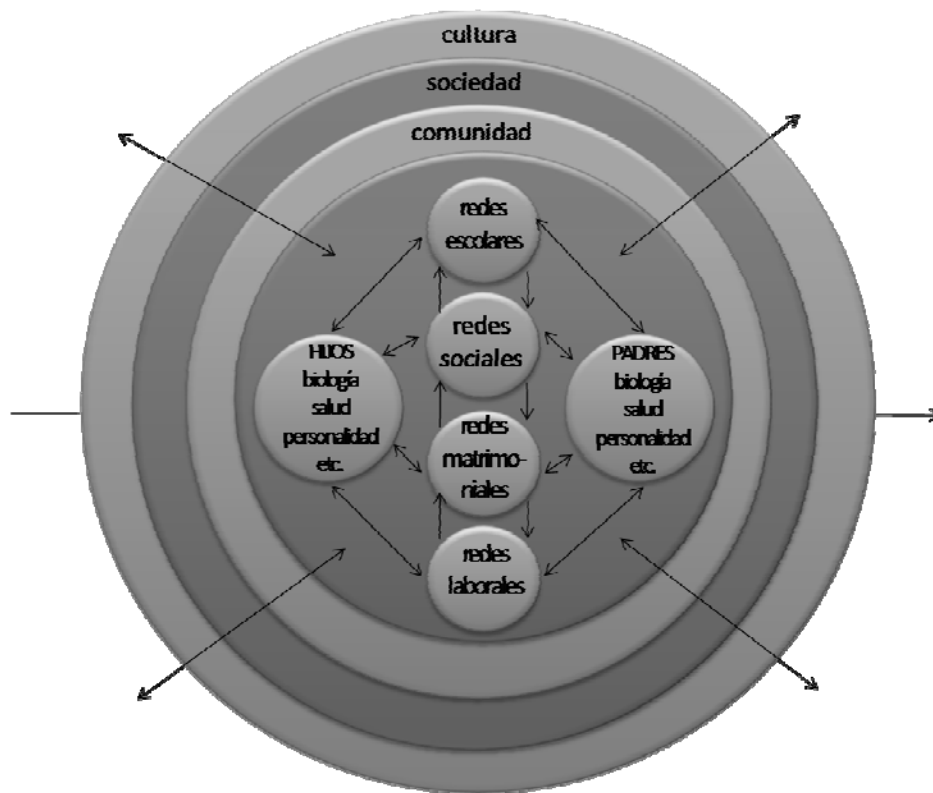 cultura
sociedad
comunidad
redes
escolares
redes
sociales
HIJOS
biología
salud
personalidad
etc.
PADRES
biología
salud
personalidad
etc.
redes
matrimo-
niales
redes
laborales